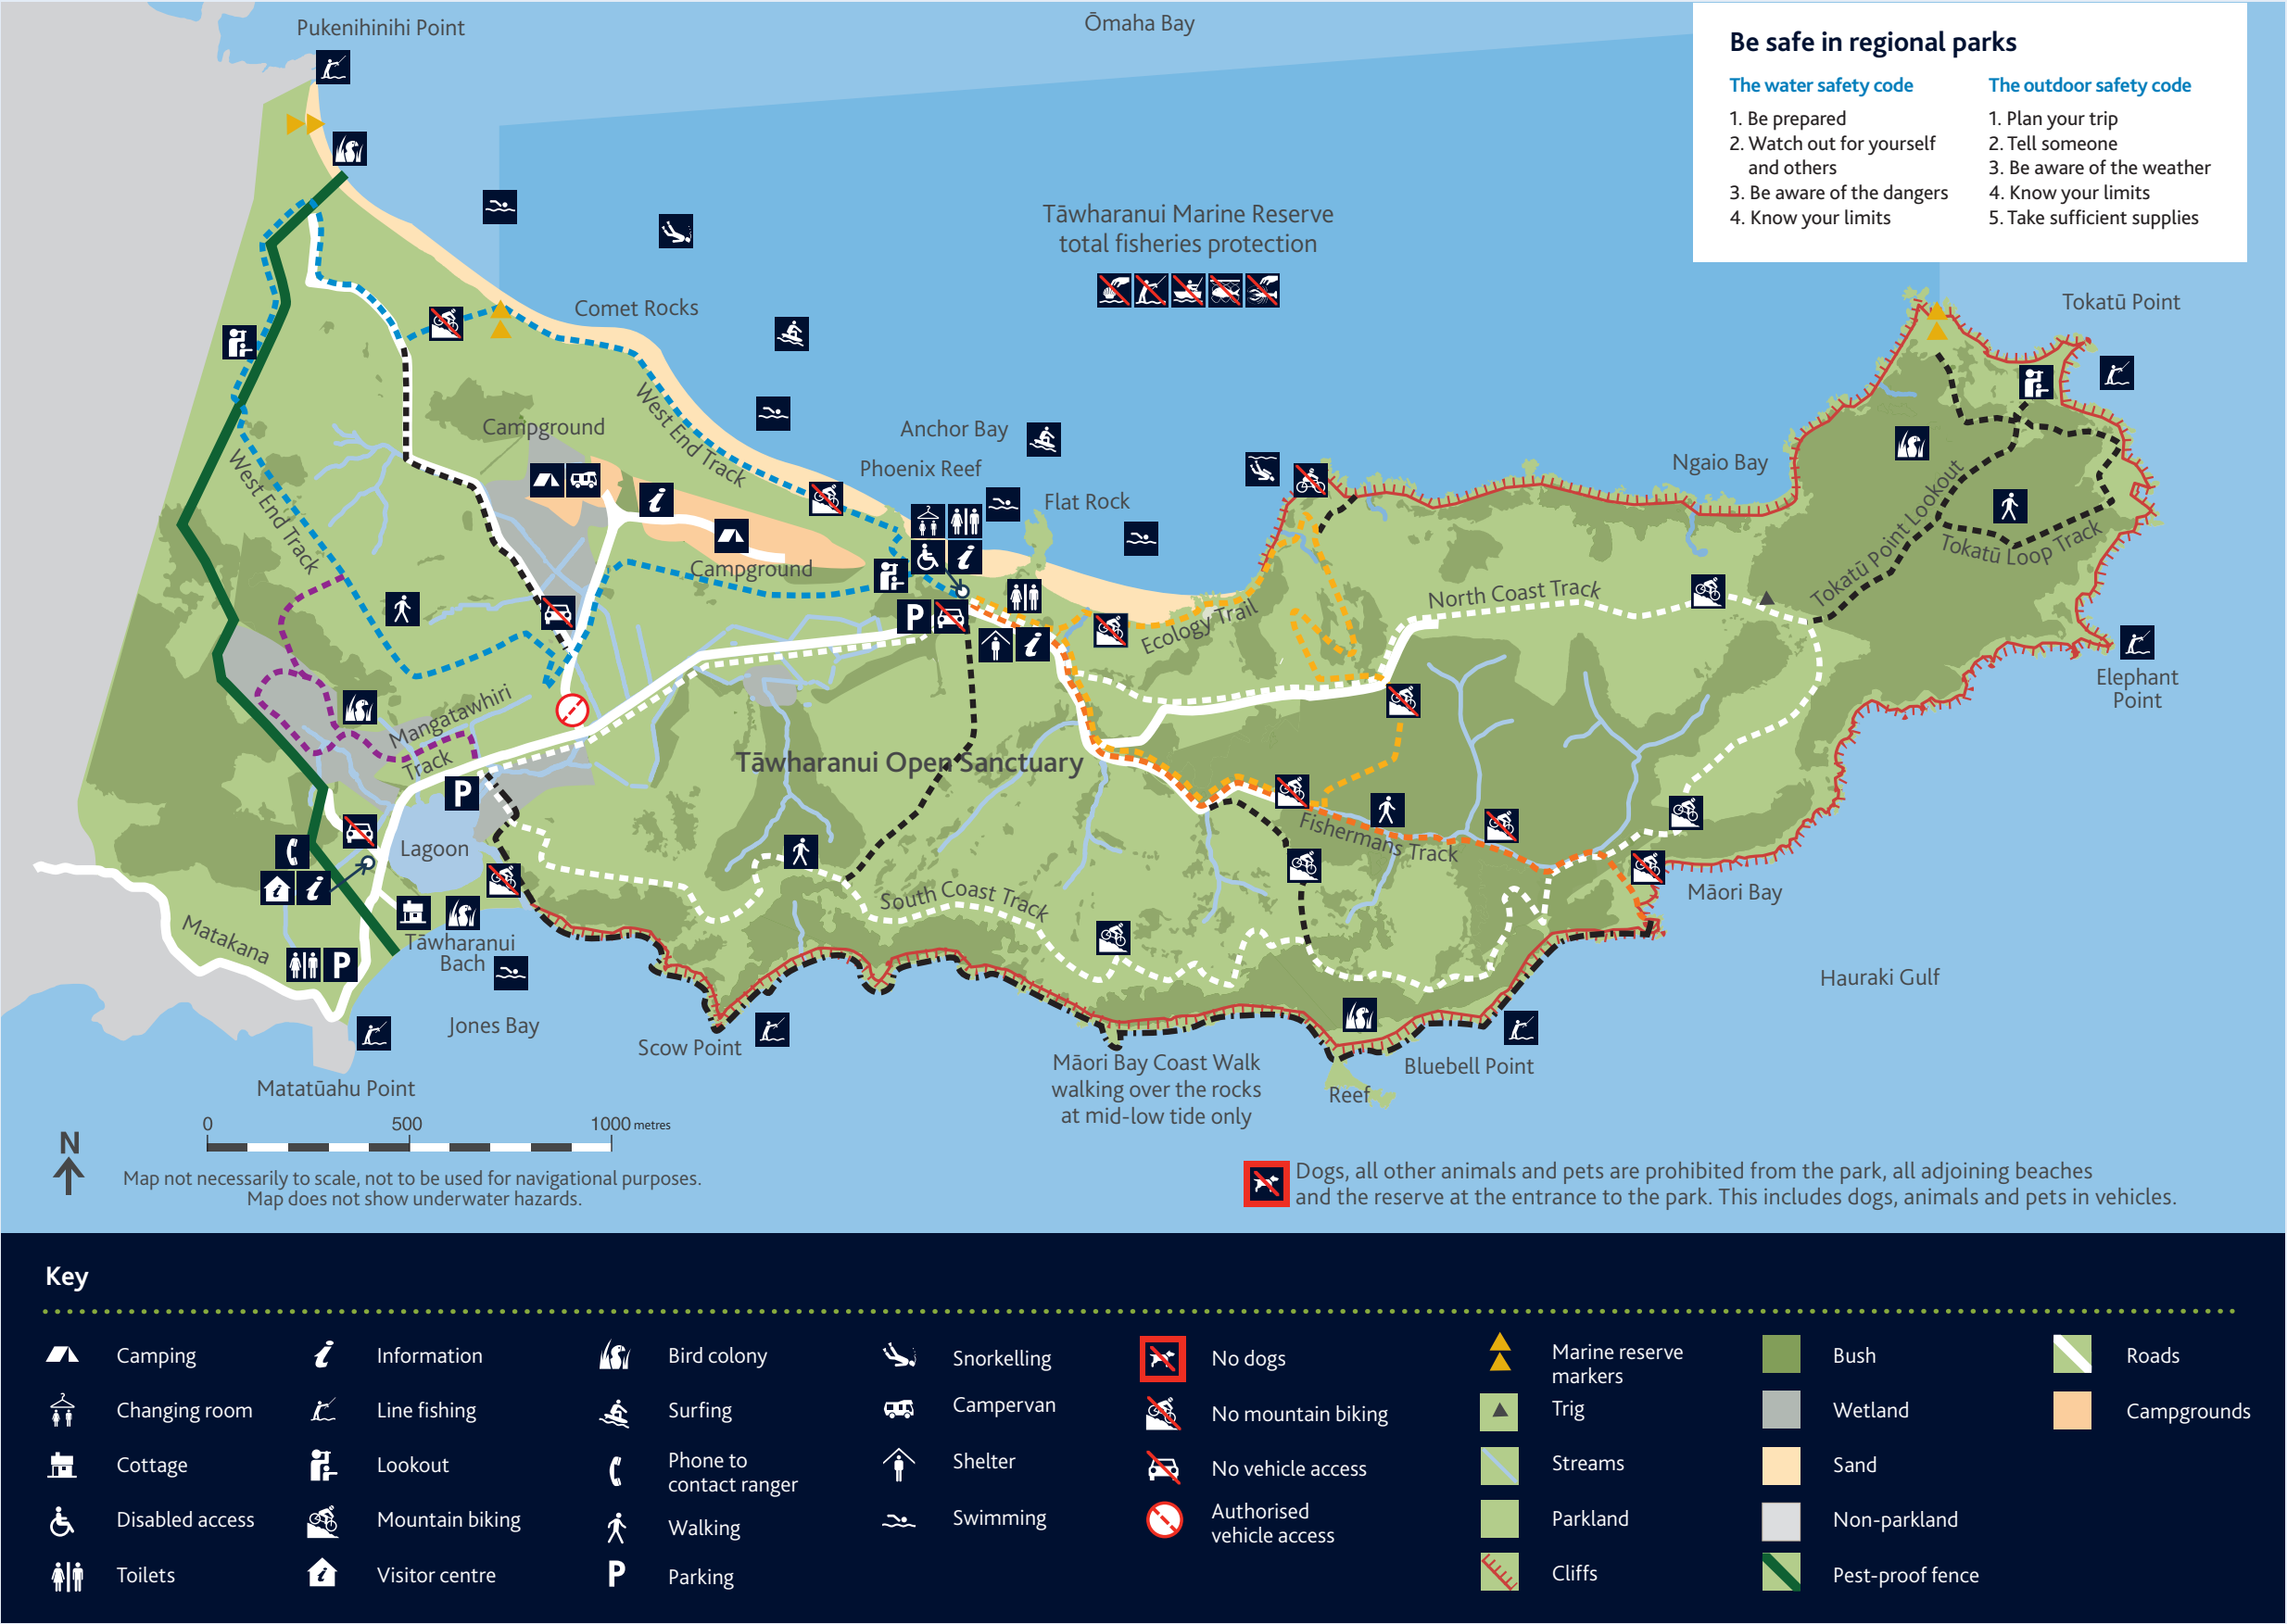 Pukenihinihi Point
Ōmaha Bay
Be safe in regional parks
The water safety code
1. Be prepared
2. Watch out for yourself
and others
3. Be aware of the dangers
4. Know your limits
The outdoor safety code
1. Plan your trip
2. Tell someone
3. Be aware of the weather
4. Know your limits
5. Take sufficient supplies
Tāwharanui Marine Reserve
total fisheries protection
Comet Rocks
Tokatū Point
West End Track
Campground
Anchor Bay
Phoenix Reef
Flat Rock
Ngaio Bay
West End Track
Campground
i
i
P
i
Ecology Trail
North Coast Track
Tokatū Point Lookout
Tokatū Loop Track
Elephant
Point
Mangatawhiri
Track
Tāwharanui Open Sanctuary
P
Lagoon
i
i
Fishermans Track
South Coast Track
Māori Bay
Matakana
P
Tāwharanui
Bach
Jones Bay
Hauraki Gulf
Scow Point
Māori Bay Coast Walk
walking over the rocks
at mid-low tide only
Bluebell Point
Reef
Matatūahu Point
0 500 1000 metres
N
Map not necessarily to scale, not to be used for navigational purposes.
Map does not show underwater hazards.
Dogs, all other animals and pets are prohibited from the park, all adjoining beaches
and the reserve at the entrance to the park. This includes dogs, animals and pets in vehicles.
Key
Camping
Changing room
Cottage
Disabled access
Toilets
i
Information
Line fishing
Lookout
Mountain biking
i
Visitor centre
Bird colony
Surfing
Phone to
contact ranger
Walking
P
Parking
Snorkelling
Campervan
Shelter
Swimming
No dogs
No mountain biking
No vehicle access
Authorised
vehicle access
Marine reserve
markers
Trig
Streams
Parkland
Cliffs
Bush
Wetland
Sand
Non-parkland
Pest-proof fence
Roads
Campgrounds